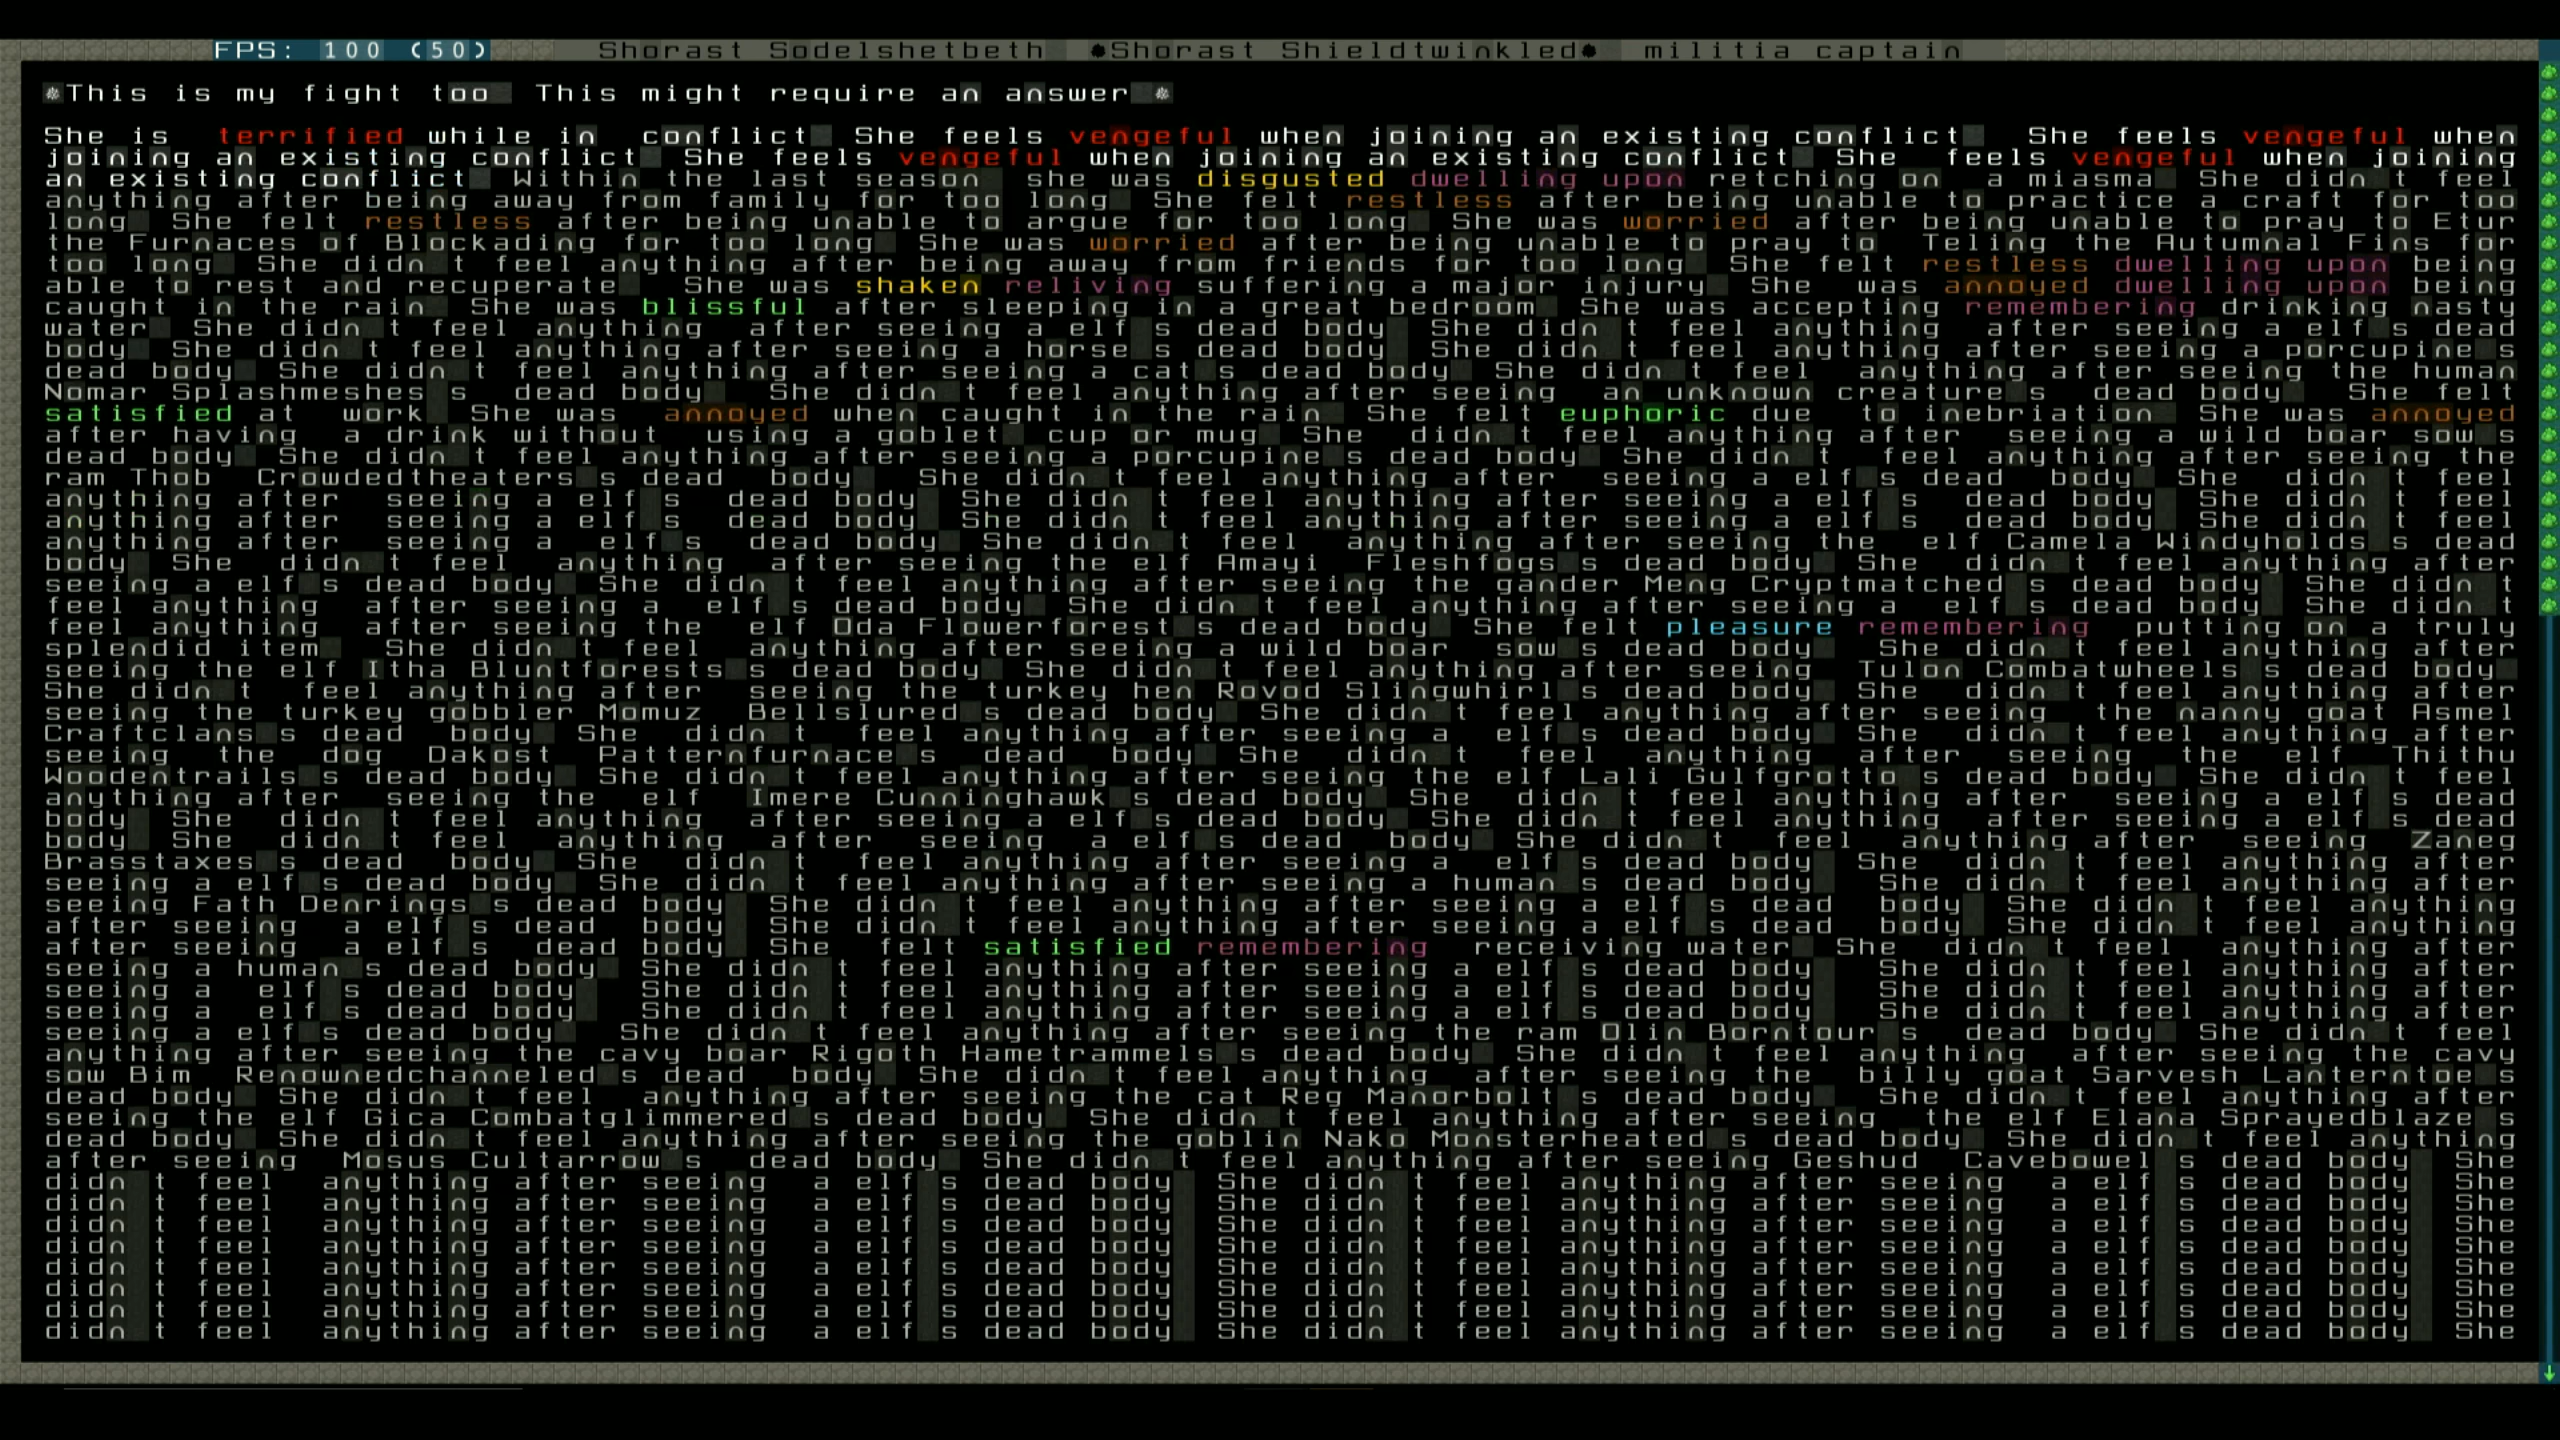 FPS: 100 (50) Shorast Sodelshetbeth Shorast Shieldtwinkled militia captain
This is my fight too This might require an answer
She is terrified while in conflict She feels vengeful when joining an existing conflict She feels vengeful when
joining an existing conflict She feels vengeful when joining an existing conflict She feels vengeful when joining
an existing conflict Within the last season she was disgusted dwelling upon retching on a miasma She didn t feel
anything after being away from family for too long She felt restless after being unable to practice a craft for too
long She felt restless after being unable to argue for too long She was worried after being unable to pray to Etur
the Furnaces of Blockading for too long She was worried after being unable to pray to Teling the Autumnal Fins for
too long She didn t feel anything after being away from friends for too long She felt restless dwelling upon being
able to rest and recuperate She was shaken reliving suffering a major injury She was annoyed dwelling upon being
caught in the rain She was blissful after sleeping in a great bedroom She was accepting remembering drinking nasty
water She didn t feel anything after seeing a elf s dead body She didn t feel anything after seeing a elf s dead
body She didn t feel anything after seeing a horse s dead body She didn t feel anything after seeing a porcupine s
dead body She didn t feel anything after seeing a cat s dead body She didn t feel anything after seeing the human
Nomar Splashmeshes s dead body She didn t feel anything after seeing an unknown creature s dead body She felt
satisfied at work She was annoyed when caught in the rain She felt euphoric due to inebriation She was annoyed
after having a drink without using a goblet cup or mug She didn t feel anything after seeing a wild boar sow s
dead body She didn t feel anything after seeing a porcupine s dead body She didn t feel anything after seeing the
ram Thob Crowdedtheaters s dead body She didn t feel anything after seeing a elf s dead body She didn t feel
anything after seeing a elf s dead body She didn t feel anything after seeing a elf s dead body She didn t feel
anything after seeing a elf s dead body She didn t feel anything after seeing a elf s dead body She didn t feel
anything after seeing a elf s dead body She didn t feel anything after seeing the elf Camela Windyholds s dead
body She didn t feel anything after seeing the elf Amayi Fleshfogs s dead body She didn t feel anything after
seeing a elf s dead body She didn t feel anything after seeing the gander Meng Cryptmatched s dead body She didn t
feel anything after seeing a elf s dead body She didn t feel anything after seeing a elf s dead body She didn t
feel anything after seeing the elf Oda Flowerforest s dead body She felt pleasure remembering putting on a truly
splendid item She didn t feel anything after seeing a wild boar sow s dead body She didn t feel anything after
seeing the elf Itha Bluntforests s dead body She didn t feel anything after seeing Tulon Combatwheels s dead body
She didn t feel anything after seeing the turkey hen Rovod Slingwhirl s dead body She didn t feel anything after
seeing the turkey gobbler Momuz Bellslured s dead body She didn t feel anything after seeing the nanny goat Asmel
Craftclans s dead body She didn t feel anything after seeing a elf s dead body She didn t feel anything after
seeing the dog Dakost Patternfurnace s dead body She didn t feel anything after seeing the elf Thithu
Woodentrails s dead body She didn t feel anything after seeing the elf Lali Gulfgrotto s dead body She didn t feel
anything after seeing the elf Imere Cunninghawk s dead body She didn t feel anything after seeing a elf s dead
body She didn t feel anything after seeing a elf s dead body She didn t feel anything after seeing a elf s dead
body She didn t feel anything after seeing a elf s dead body She didn t feel anything after seeing Zaneg
Brasstaxes s dead body She didn t feel anything after seeing a elf s dead body She didn t feel anything after
seeing a elf s dead body She didn t feel anything after seeing a human s dead body She didn t feel anything after
seeing Fath Denrings s dead body She didn t feel anything after seeing a elf s dead body She didn t feel anything
after seeing a elf s dead body She didn t feel anything after seeing a elf s dead body She didn t feel anything
after seeing a elf s dead body She felt satisfied remembering receiving water She didn t feel anything after
seeing a human s dead body She didn t feel anything after seeing a elf s dead body She didn t feel anything after
seeing a elf s dead body She didn t feel anything after seeing a elf s dead body She didn t feel anything after
seeing a elf s dead body She didn t feel anything after seeing a elf s dead body She didn t feel anything after
seeing a elf s dead body She didn t feel anything after seeing the ram Olin Borntour s dead body She didn t feel
anything after seeing the cavy boar Rigoth Hametrammels s dead body She didn t feel anything after seeing the cavy
sow Bim Renownedchanneled s dead body She didn t feel anything after seeing the billy goat Sarvesh Lanterntoe s
dead body She didn t feel anything after seeing the cat Reg Manorbolt s dead body She didn t feel anything after
seeing the elf Gica Combatglimmered s dead body She didn t feel anything after seeing the elf Elana Sprayedblaze s
dead body She didn t feel anything after seeing the goblin Nako Monsterheated s dead body She didn t feel anything
after seeing Mosus Cultarrow s dead body She didn t feel anything after seeing Geshud Cavebowel s dead body She
didn t feel anything after seeing a elf s dead body She didn t feel anything after seeing a elf s dead body She
didn t feel anything after seeing a elf s dead body She didn t feel anything after seeing a elf s dead body She
didn t feel anything after seeing a elf s dead body She didn t feel anything after seeing a elf s dead body She
didn t feel anything after seeing a elf s dead body She didn t feel anything after seeing a elf s dead body She
didn t feel anything after seeing a elf s dead body She didn t feel anything after seeing a elf s dead body She
didn t feel anything after seeing a elf s dead body She didn t feel anything after seeing a elf s dead body She
didn t feel anything after seeing a elf s dead body She didn t feel anything after seeing a elf s dead body She
didn t feel anything after seeing a elf s dead body She didn t feel anything after seeing a elf s dead body She